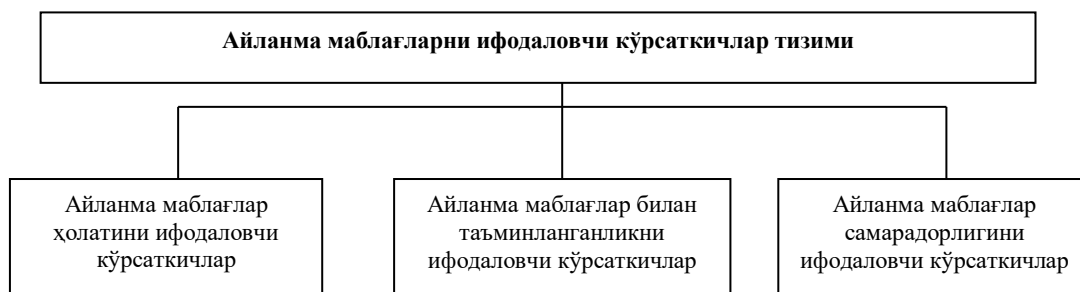 Айланма маблағларни ифодаловчи кўрсаткичлар тизими
Айланма маблағлар
ҳолатини ифодаловчи
кўрсаткичлар
Айланма маблағлар билан
таъминланганликни
ифодаловчи кўрсаткичлар
Айланма маблағлар
самарадорлигини
ифодаловчи кўрсаткичлар